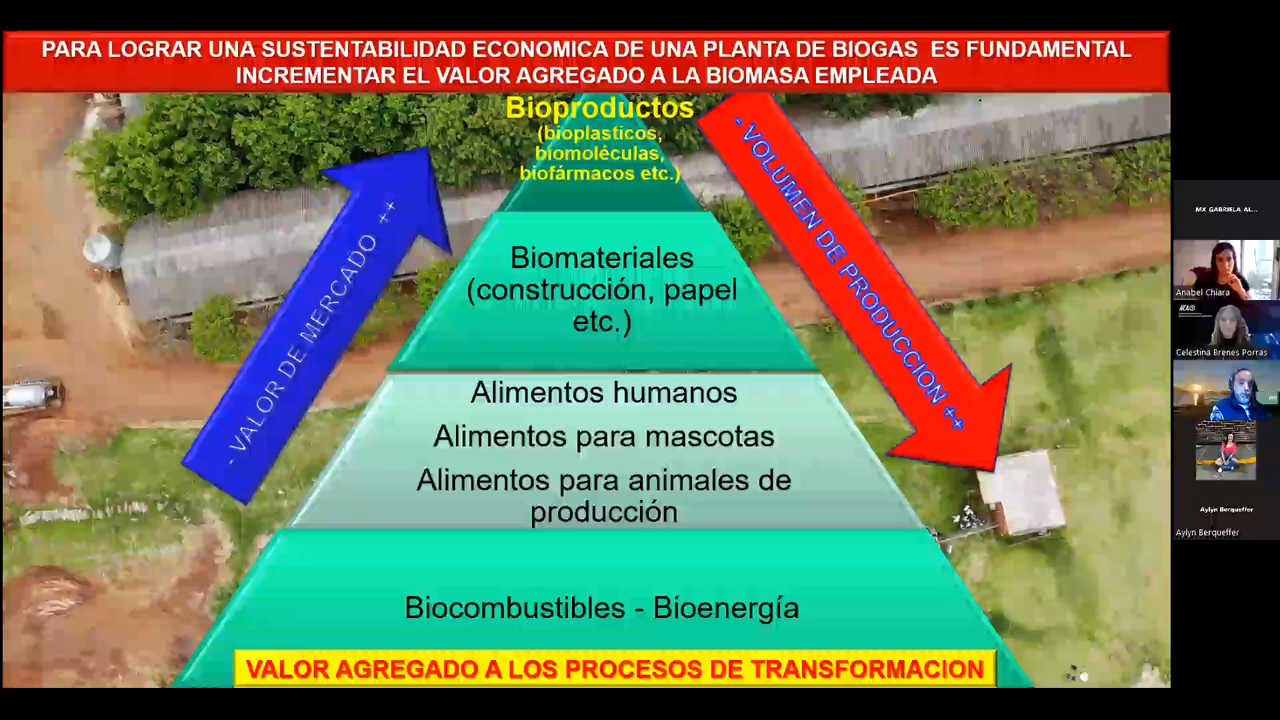 PARA LOGRAR UNA SUSTENTABILIDAD ECONOMICA DE UNA PLANTA DE BIOGAS ES FUNDAMENTAL
INCREMENTAR EL VALOR AGREGADO A LA BIOMASA EMPLEADA
Bioproductos
(bioplasticos,
biomoléculas,
biofármacos etc.)
- VALOR DE MERCADO ++
- VOLUMEN DE PRODUCCION ++
Biomateriales
(construcción, papel
etc.)
Alimentos humanos
Alimentos para mascotas
Alimentos para animales de
producción
Biocombustibles - Bioenergía
VALOR AGREGADO A LOS PROCESOS DE TRANSFORMACION
MX GABRIELA AL...
Anabel Chiara
Celestina Brenes Porras
Aylyn Berqueffer
Aylyn Berqueffer